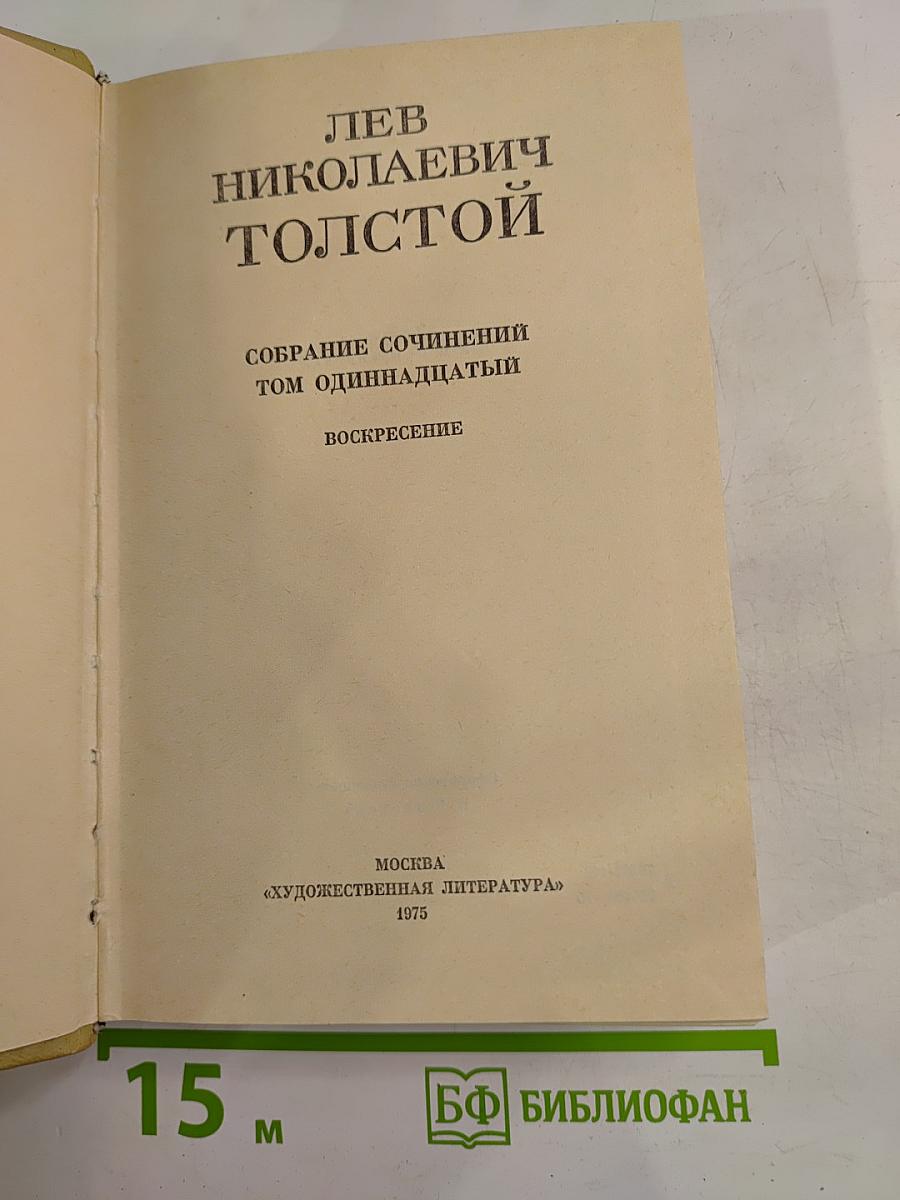 ЛЕВ
НИКОЛАЕВИЧ
ТОЛСТОЙ
СОБРАНИЕ СОЧИНЕНИЙ
ТОМ ОДИННАДЦАТЫЙ
ВОСКРЕСЕНИЕ
МОСКВА
«ХУДОЖЕСТВЕННАЯ ЛИТЕРАТУРА»
1975
15 м
БФ БИБЛИОФАН